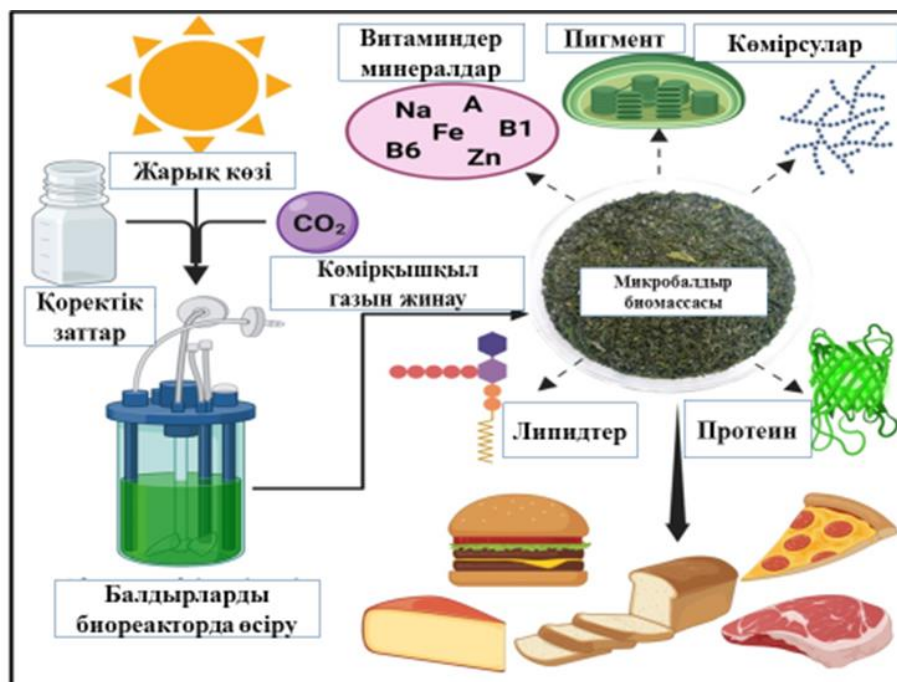 Витаминдер
минералдар
Пигмент
Көмірсулар
Na
A
Fe
B1
B6
Zn
Жарық көзі
CO₂
Қоректік
заттар
Көмірқышқыл
газын жинау
Микробалдыр
биомассасы
Липидтер
Протеин
Балдырларды
биореакторда өсіру